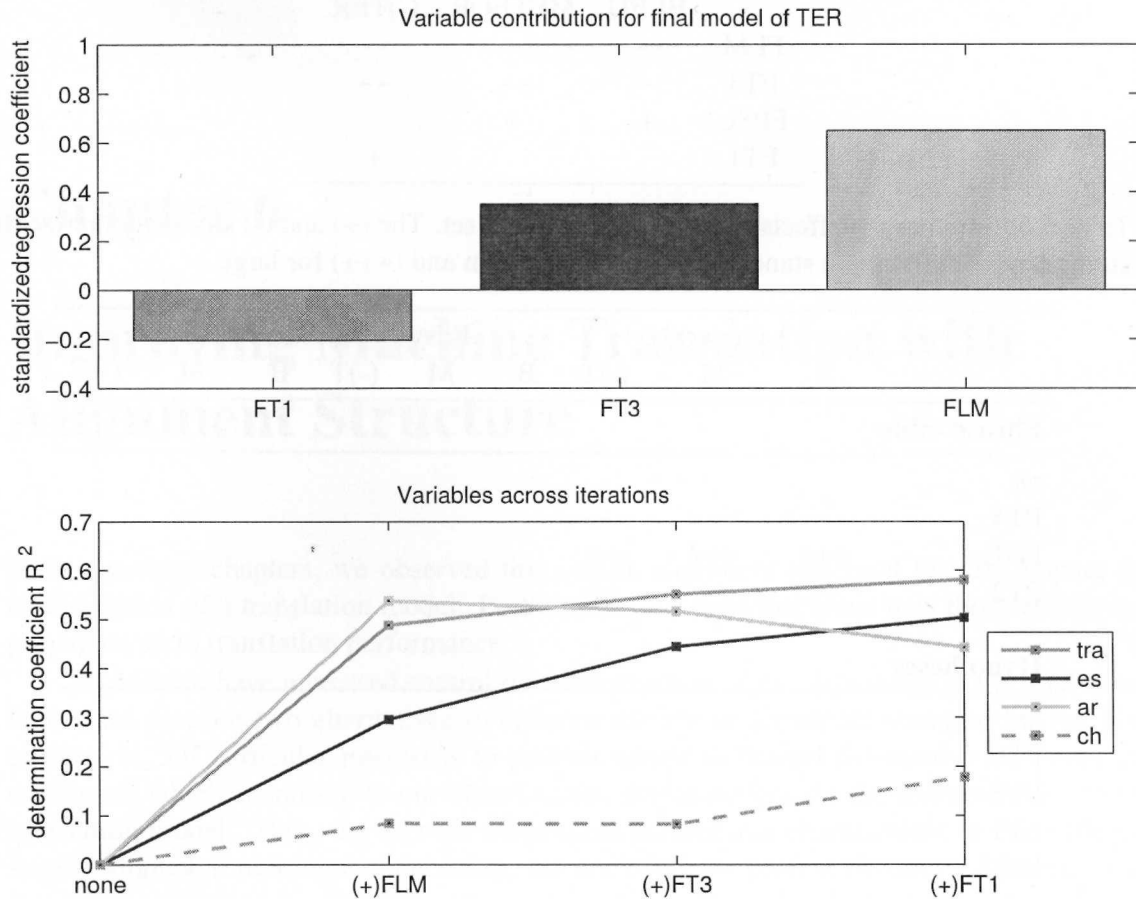 Variable contribution for final model of TER
standardizedregression coefficient
1
0.8
0.6
0.4
0.2
0
−0.2
−0.4
FT1 FT3 FLM
Variables across iterations
determination coefficient R 2
0.7
0.6
0.5
0.4
0.3
0.2
0.1
0
none (+)FLM (+)FT3 (+)FT1
tra
es
ar
ch